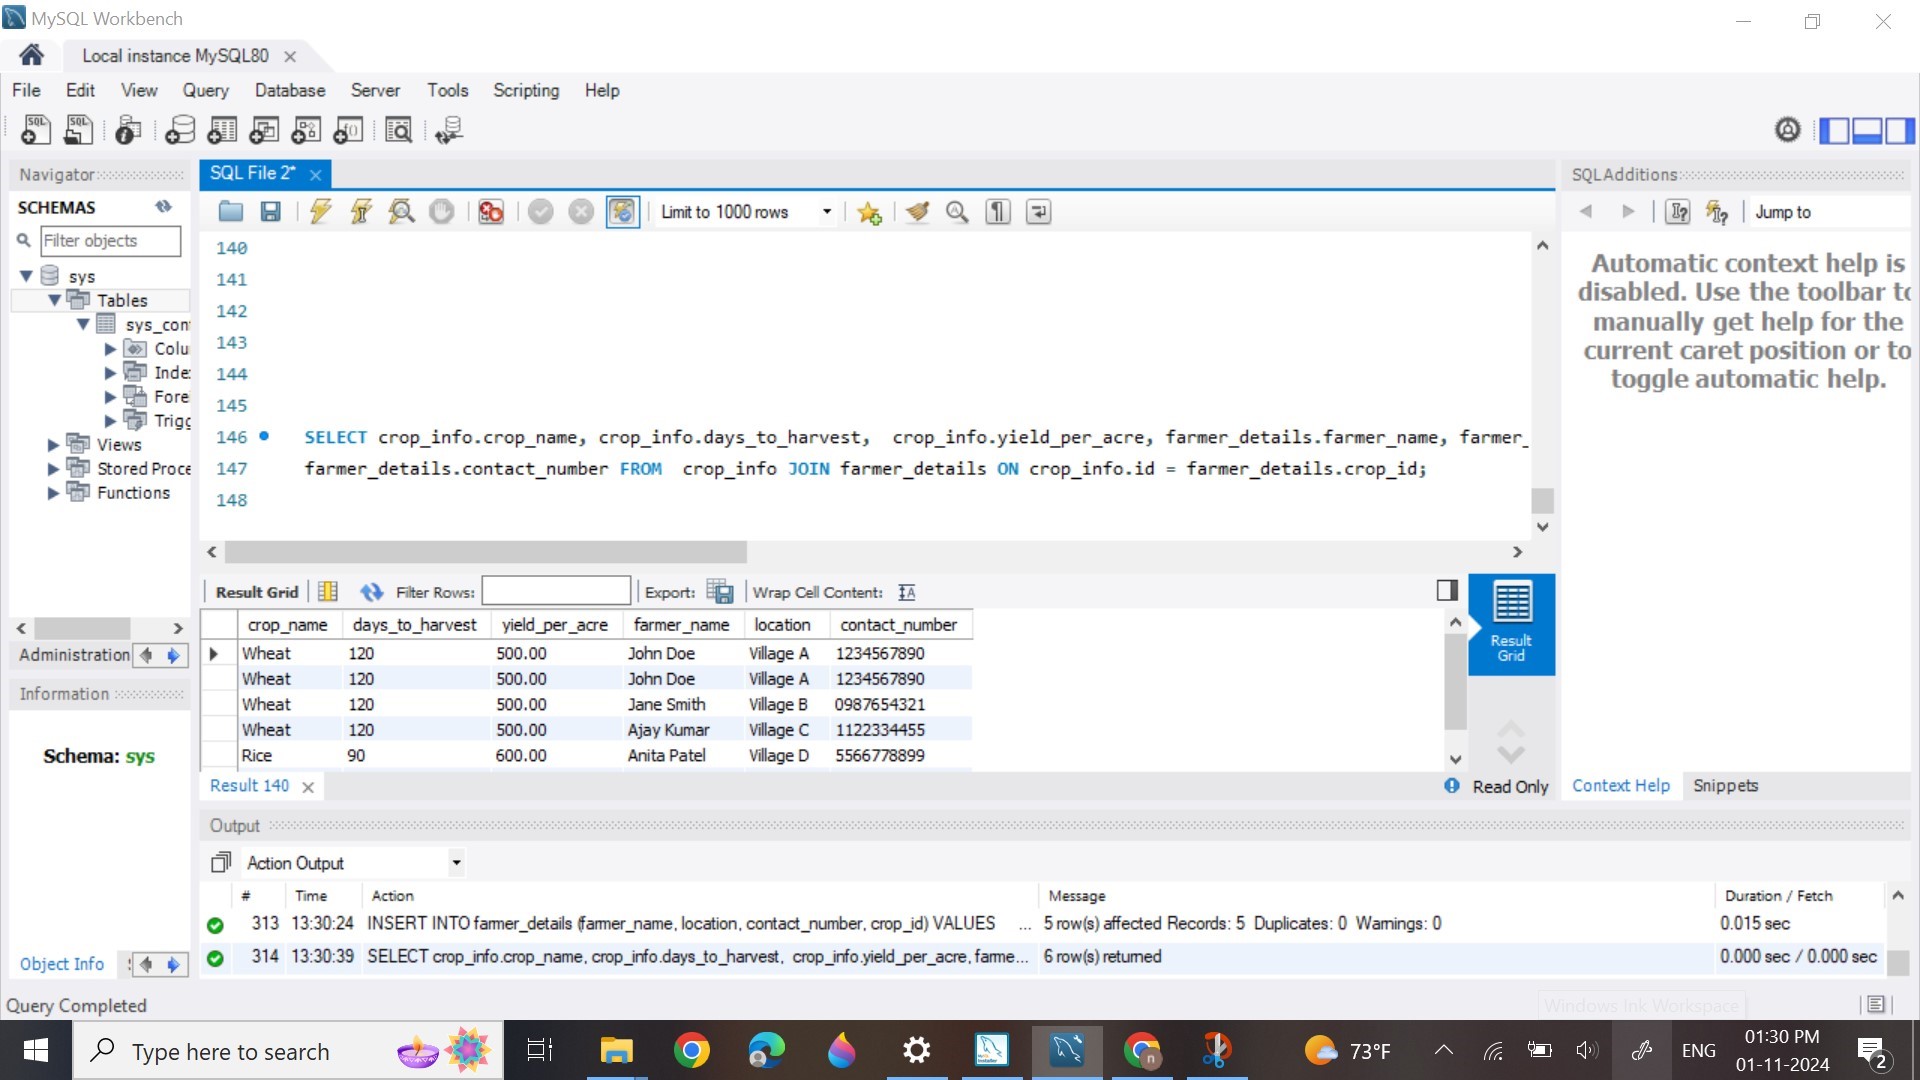 MySQL Workbench
Local instance MySQL80
File Edit View Query Database Server Tools Scripting Help
Navigator
SCHEMAS
Filter objects
sys
Tables
sys_con
Colu
Inde
Fore
Trigg
Views
Stored Proce
Functions
Administration
Information
Schema: sys
Object Info
SQL File 2*
Limit to 1000 rows
140
141
142
143
144
145
146 SELECT crop_info.crop_name, crop_info.days_to_harvest, crop_info.yield_per_acre, farmer_details.farmer_name, farmer_
147 farmer_details.contact_number FROM crop_info JOIN farmer_details ON crop_info.id = farmer_details.crop_id;
148
Result Grid Filter Rows: Export: Wrap Cell Content:
crop_name days_to_harvest yield_per_acre farmer_name location contact_number
Wheat 120 500.00 John Doe Village A 1234567890
Wheat 120 500.00 John Doe Village A 1234567890
Wheat 120 500.00 Jane Smith Village B 0987654321
Wheat 120 500.00 Ajay Kumar Village C 1122334455
Rice 90 600.00 Anita Patel Village D 5566778899
Result
Grid
Result 140
Read Only
SQLAdditions
Jump to
Automatic context help is
disabled. Use the toolbar to
manually get help for the
current caret position or to
toggle automatic help.
Context Help Snippets
Output
Action Output
# Time Action Message Duration / Fetch
313 13:30:24 INSERT INTO farmer_details (farmer_name, location, contact_number, crop_id) VALUES ... 5 row(s) affected Records: 5 Duplicates: 0 Warnings: 0 0.015 sec
314 13:30:39 SELECT crop_info.crop_name, crop_info.days_to_harvest, crop_info.yield_per_acre, farme... 6 row(s) returned 0.000 sec / 0.000 sec
Query Completed
Windows Ink Workspace
Type here to search
73°F
ENG
01:30 PM
01-11-2024
2